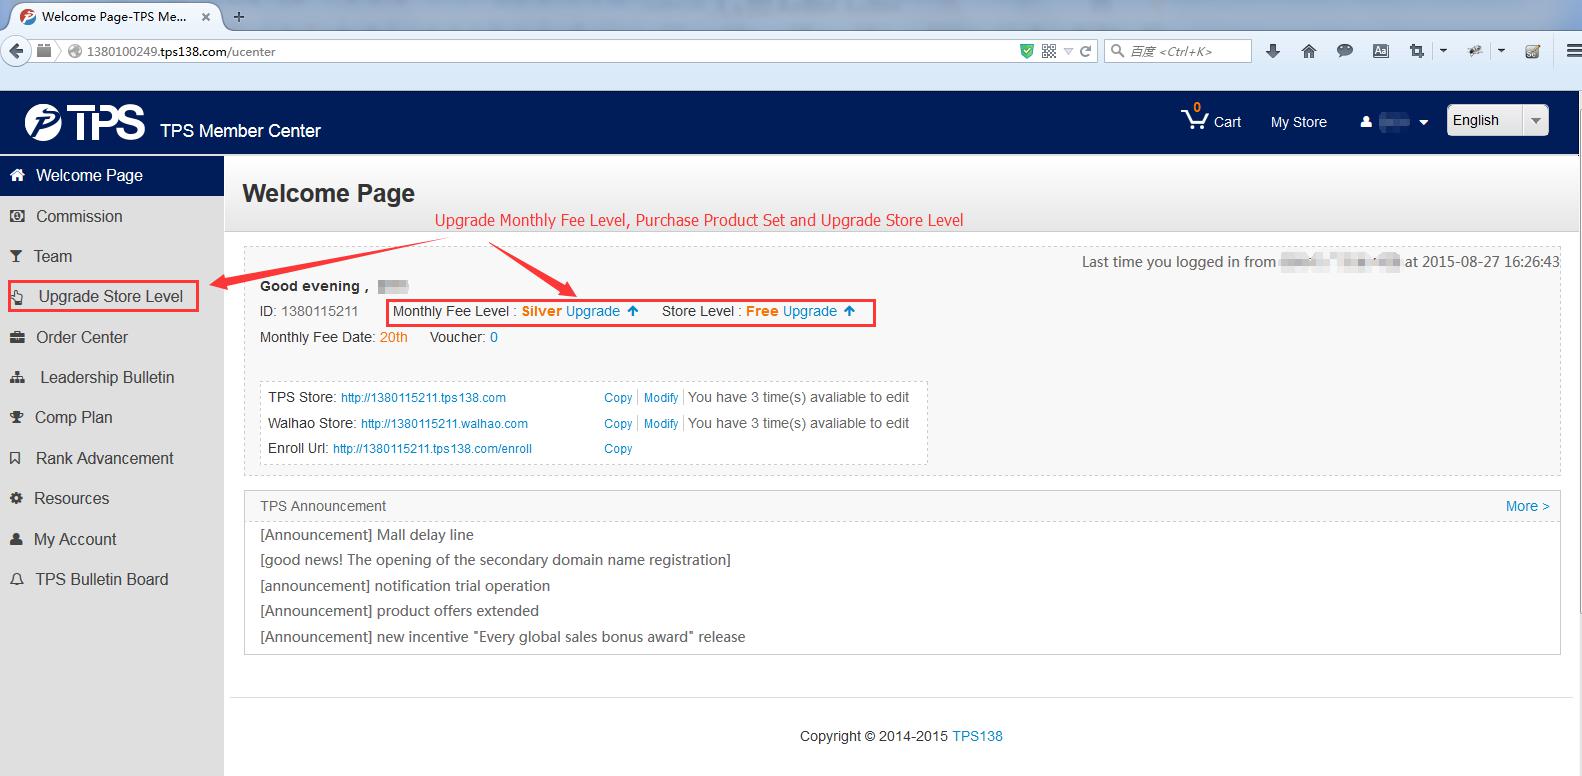 Welcome Page-TPS Me...
1380100249.tps138.com/ucenter
百度 <Ctrl+K>
TPS TPS Member Center
0
Cart
My Store
English
Welcome Page
Commission
Team
Upgrade Store Level
Order Center
Leadership Bulletin
Comp Plan
Rank Advancement
Resources
My Account
TPS Bulletin Board
Welcome Page
Upgrade Monthly Fee Level, Purchase Product Set and Upgrade Store Level
Last time you logged in from at 2015-08-27 16:26:43
Good evening ,
ID: 1380115211 Monthly Fee Level : Silver Upgrade Store Level : Free Upgrade
Monthly Fee Date: 20th Voucher: 0
TPS Store: http://1380115211.tps138.com Copy Modify You have 3 time(s) avaliable to edit
Walhao Store: http://1380115211.walhao.com Copy Modify You have 3 time(s) avaliable to edit
Enroll Url: http://1380115211.tps138.com/enroll Copy
TPS Announcement More >
[Announcement] Mall delay line
[good news! The opening of the secondary domain name registration]
[announcement] notification trial operation
[Announcement] product offers extended
[Announcement] new incentive "Every global sales bonus award" release
Copyright © 2014-2015 TPS138